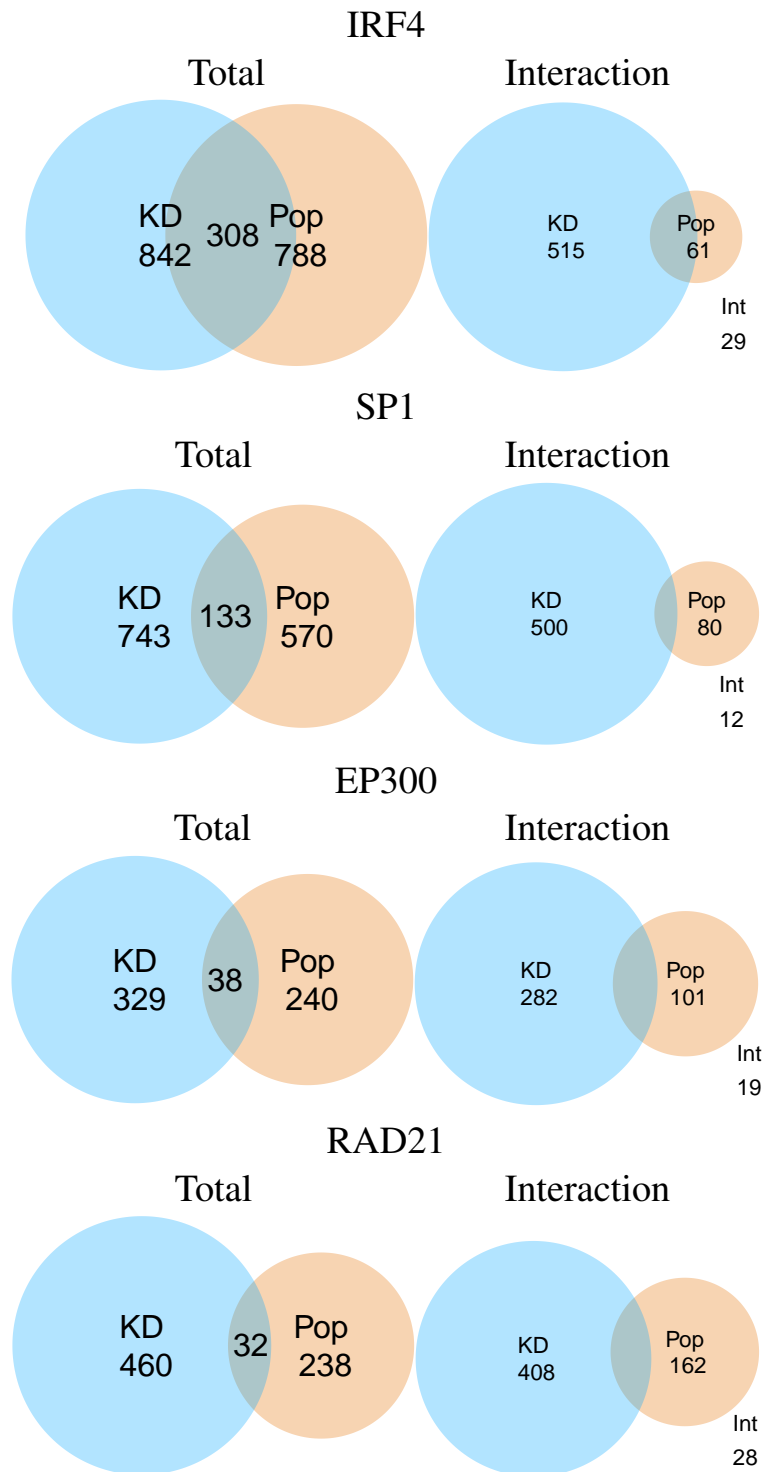 IRF4
Total Interaction
KD 308 Pop
842 788
KD
515
Pop
61
Int
29
SP1
Total Interaction
KD 133 Pop
743 570
KD
500
Pop
80
Int
12
EP300
Total Interaction
KD 38 Pop
329 240
KD
282
Pop
101
Int
19
RAD21
Total Interaction
KD 32 Pop
460 238
KD
408
Pop
162
Int
28